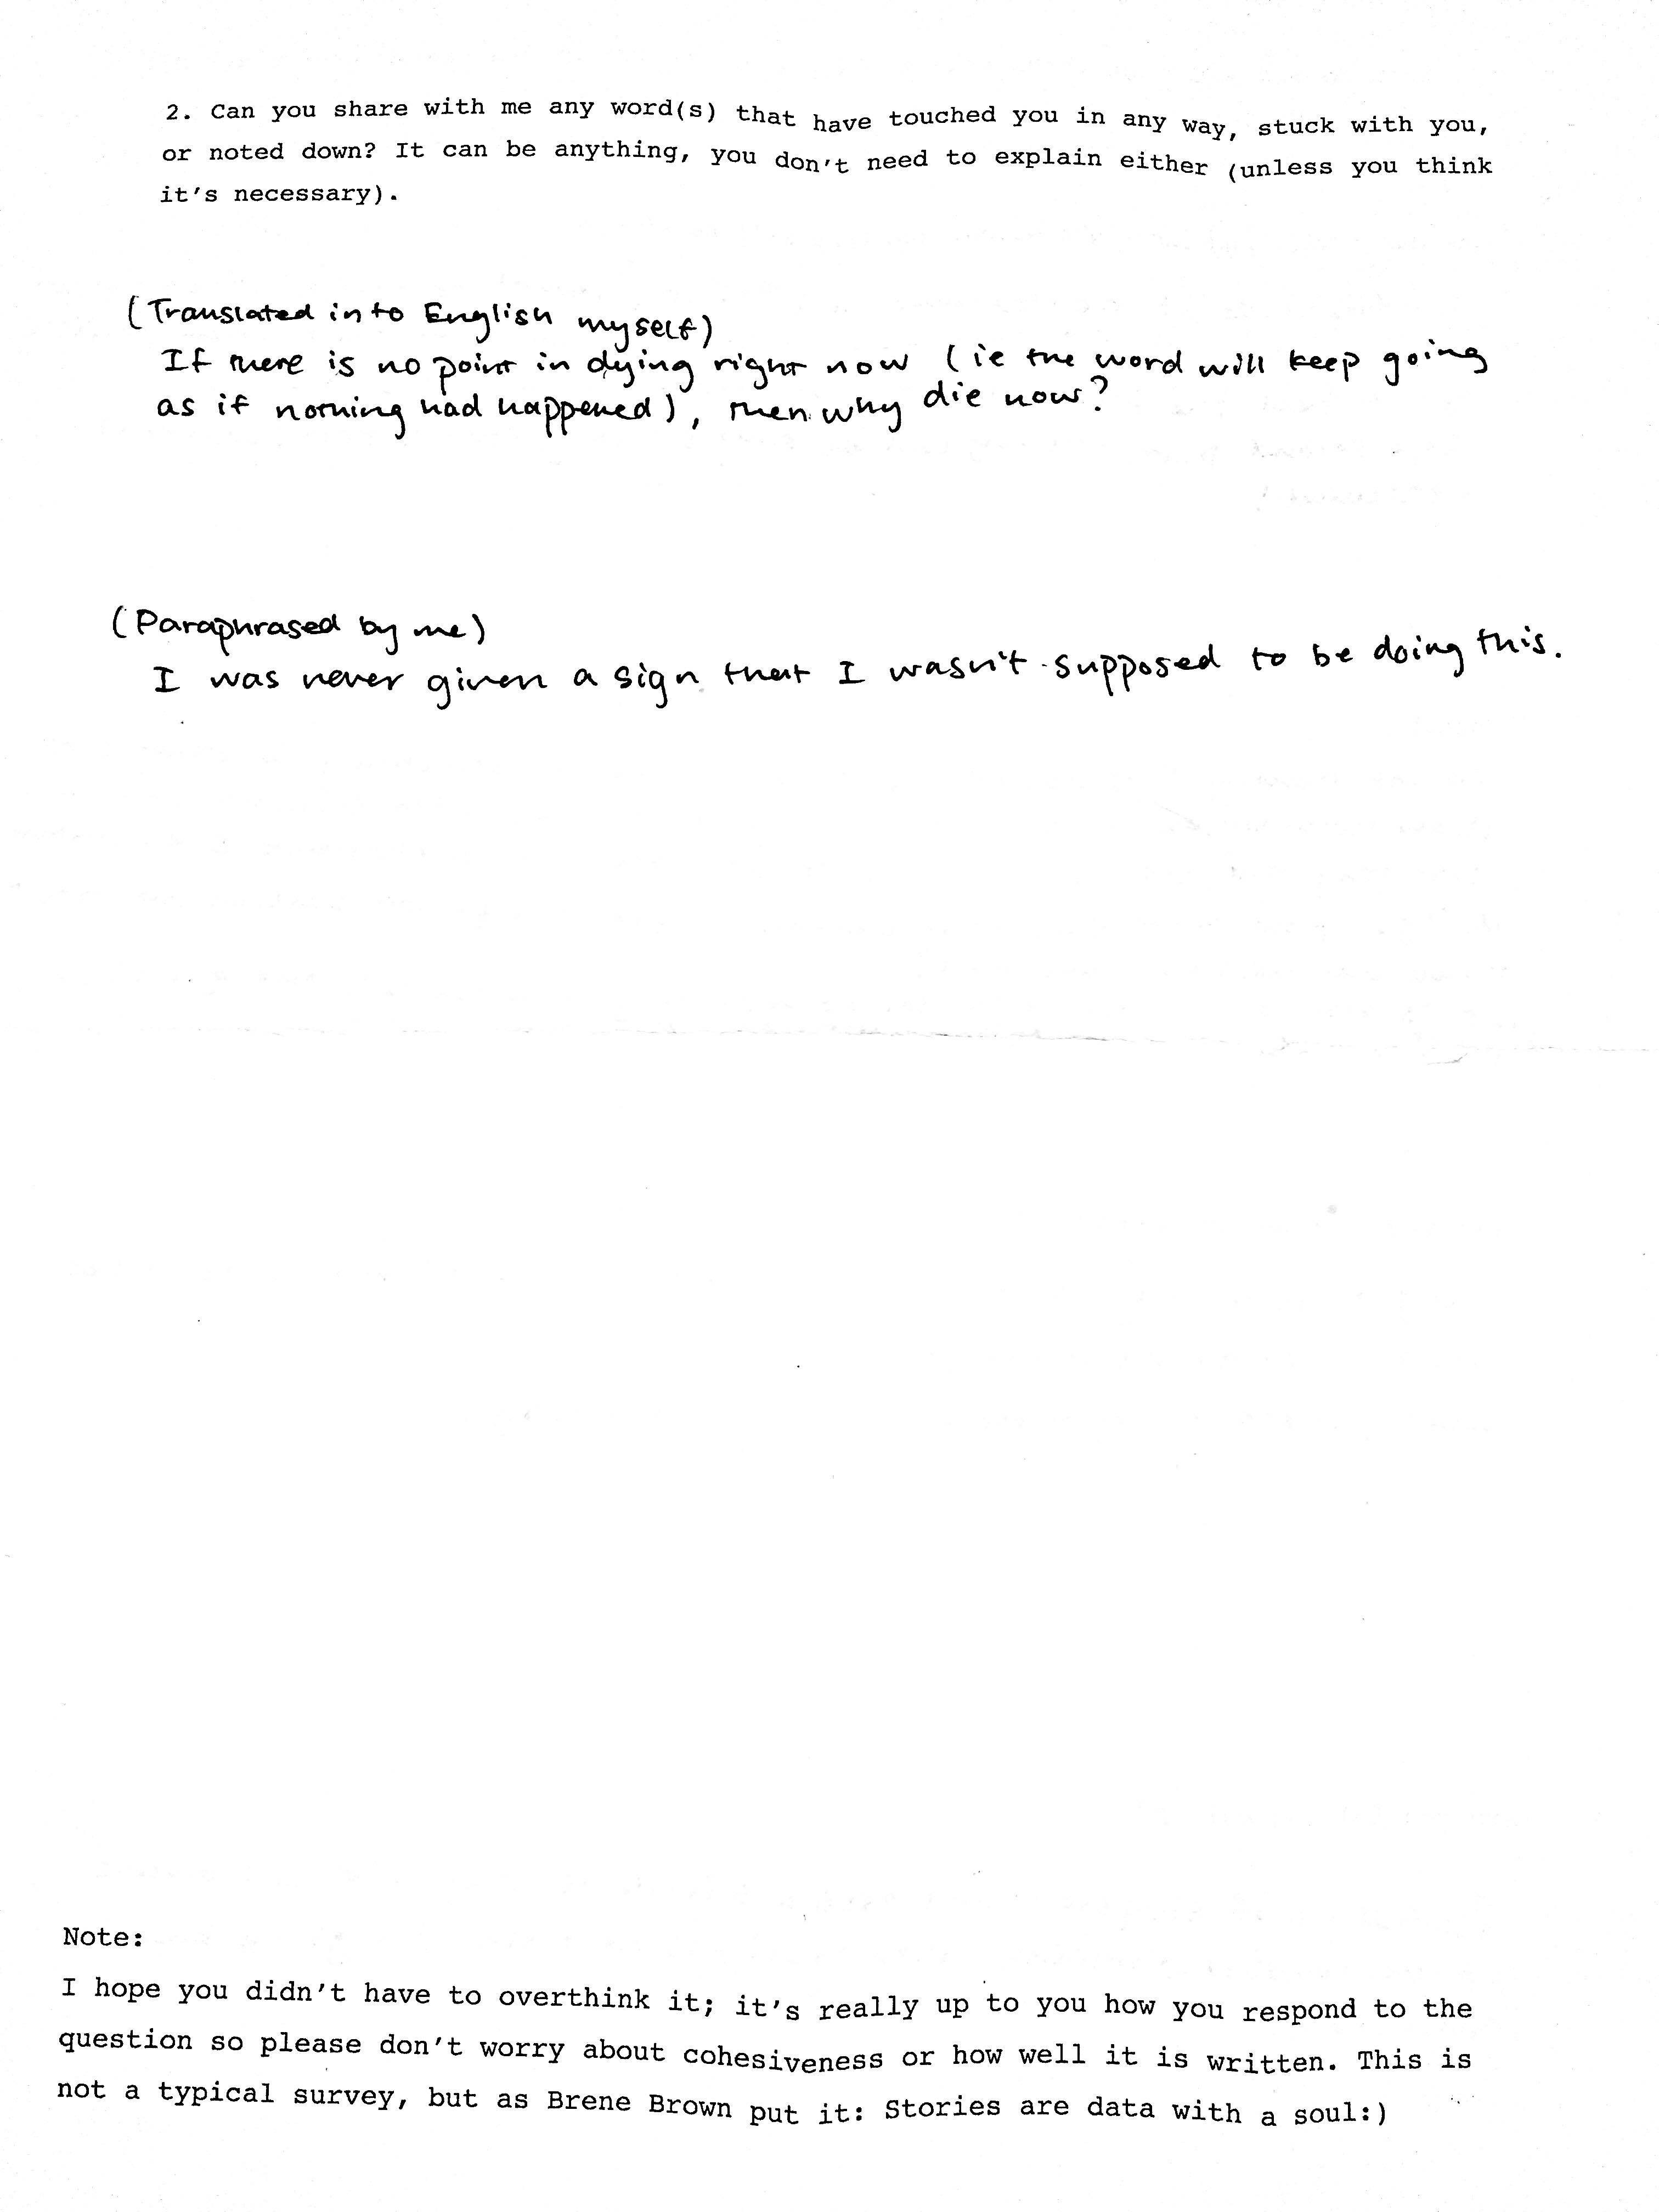 2. Can you share with me any word(s) that have touched you in any way, stuck with you,
or noted down? It can be anything, you don't need to explain either (unless you think
it's necessary).
(Translated into English myself)
If there is no point in dying right now (ie the word will keep going
as if nothing had happened), then why die now?
(Paraphrased by me)
I was never given a sign that I wasn't supposed to be doing this.
Note:
I hope you didn't have to overthink it; it's really up to you how you respond to the
question so please don't worry about cohesiveness or how well it is written. This is
not a typical survey, but as Brene Brown put it: Stories are data with a soul:)